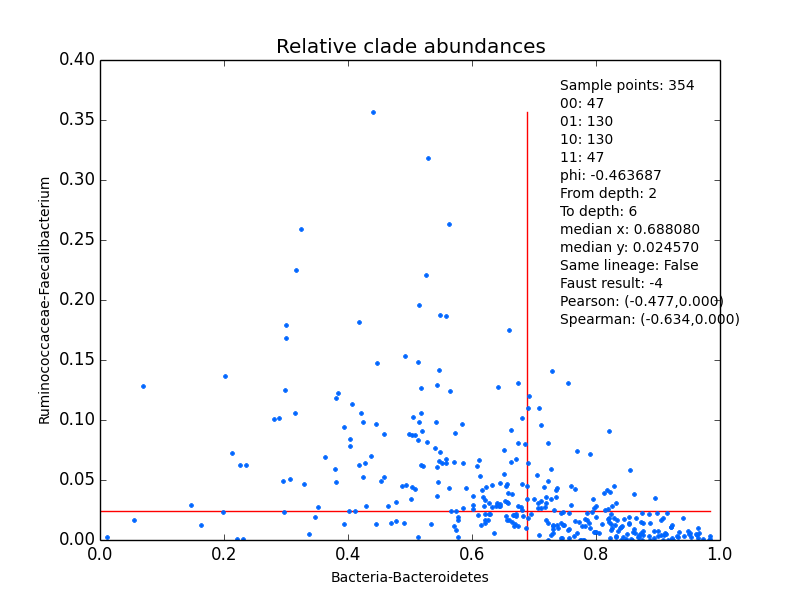 Relative clade abundances
0.40
0.35
0.30
0.25
0.20
0.15
0.10
0.05
0.00
Ruminococcaceae-Faecalibacterium
Sample points: 354
00: 47
01: 130
10: 130
11: 47
phi: -0.463687
From depth: 2
To depth: 6
median x: 0.688080
median y: 0.024570
Same lineage: False
Faust result: -4
Pearson: (-0.477,0.000)
Spearman: (-0.634,0.000)
0.0
0.2
0.4
0.6
0.8
1.0
Bacteria-Bacteroidetes